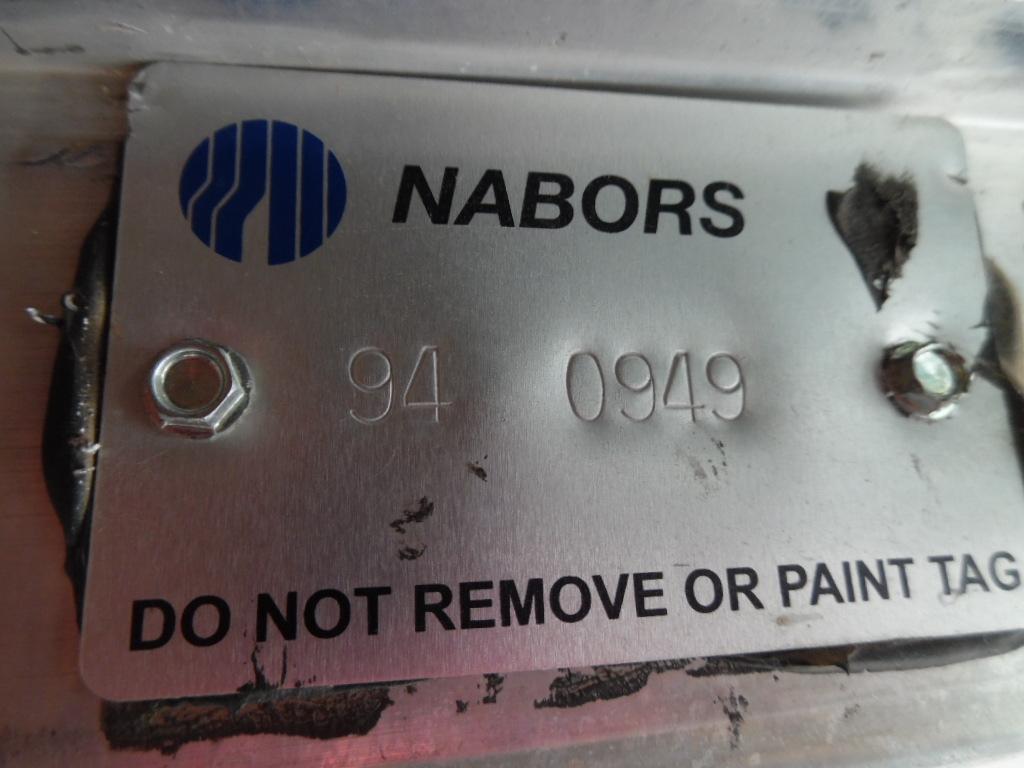 NABORS
94 0949
DO NOT REMOVE OR PAINT TAG